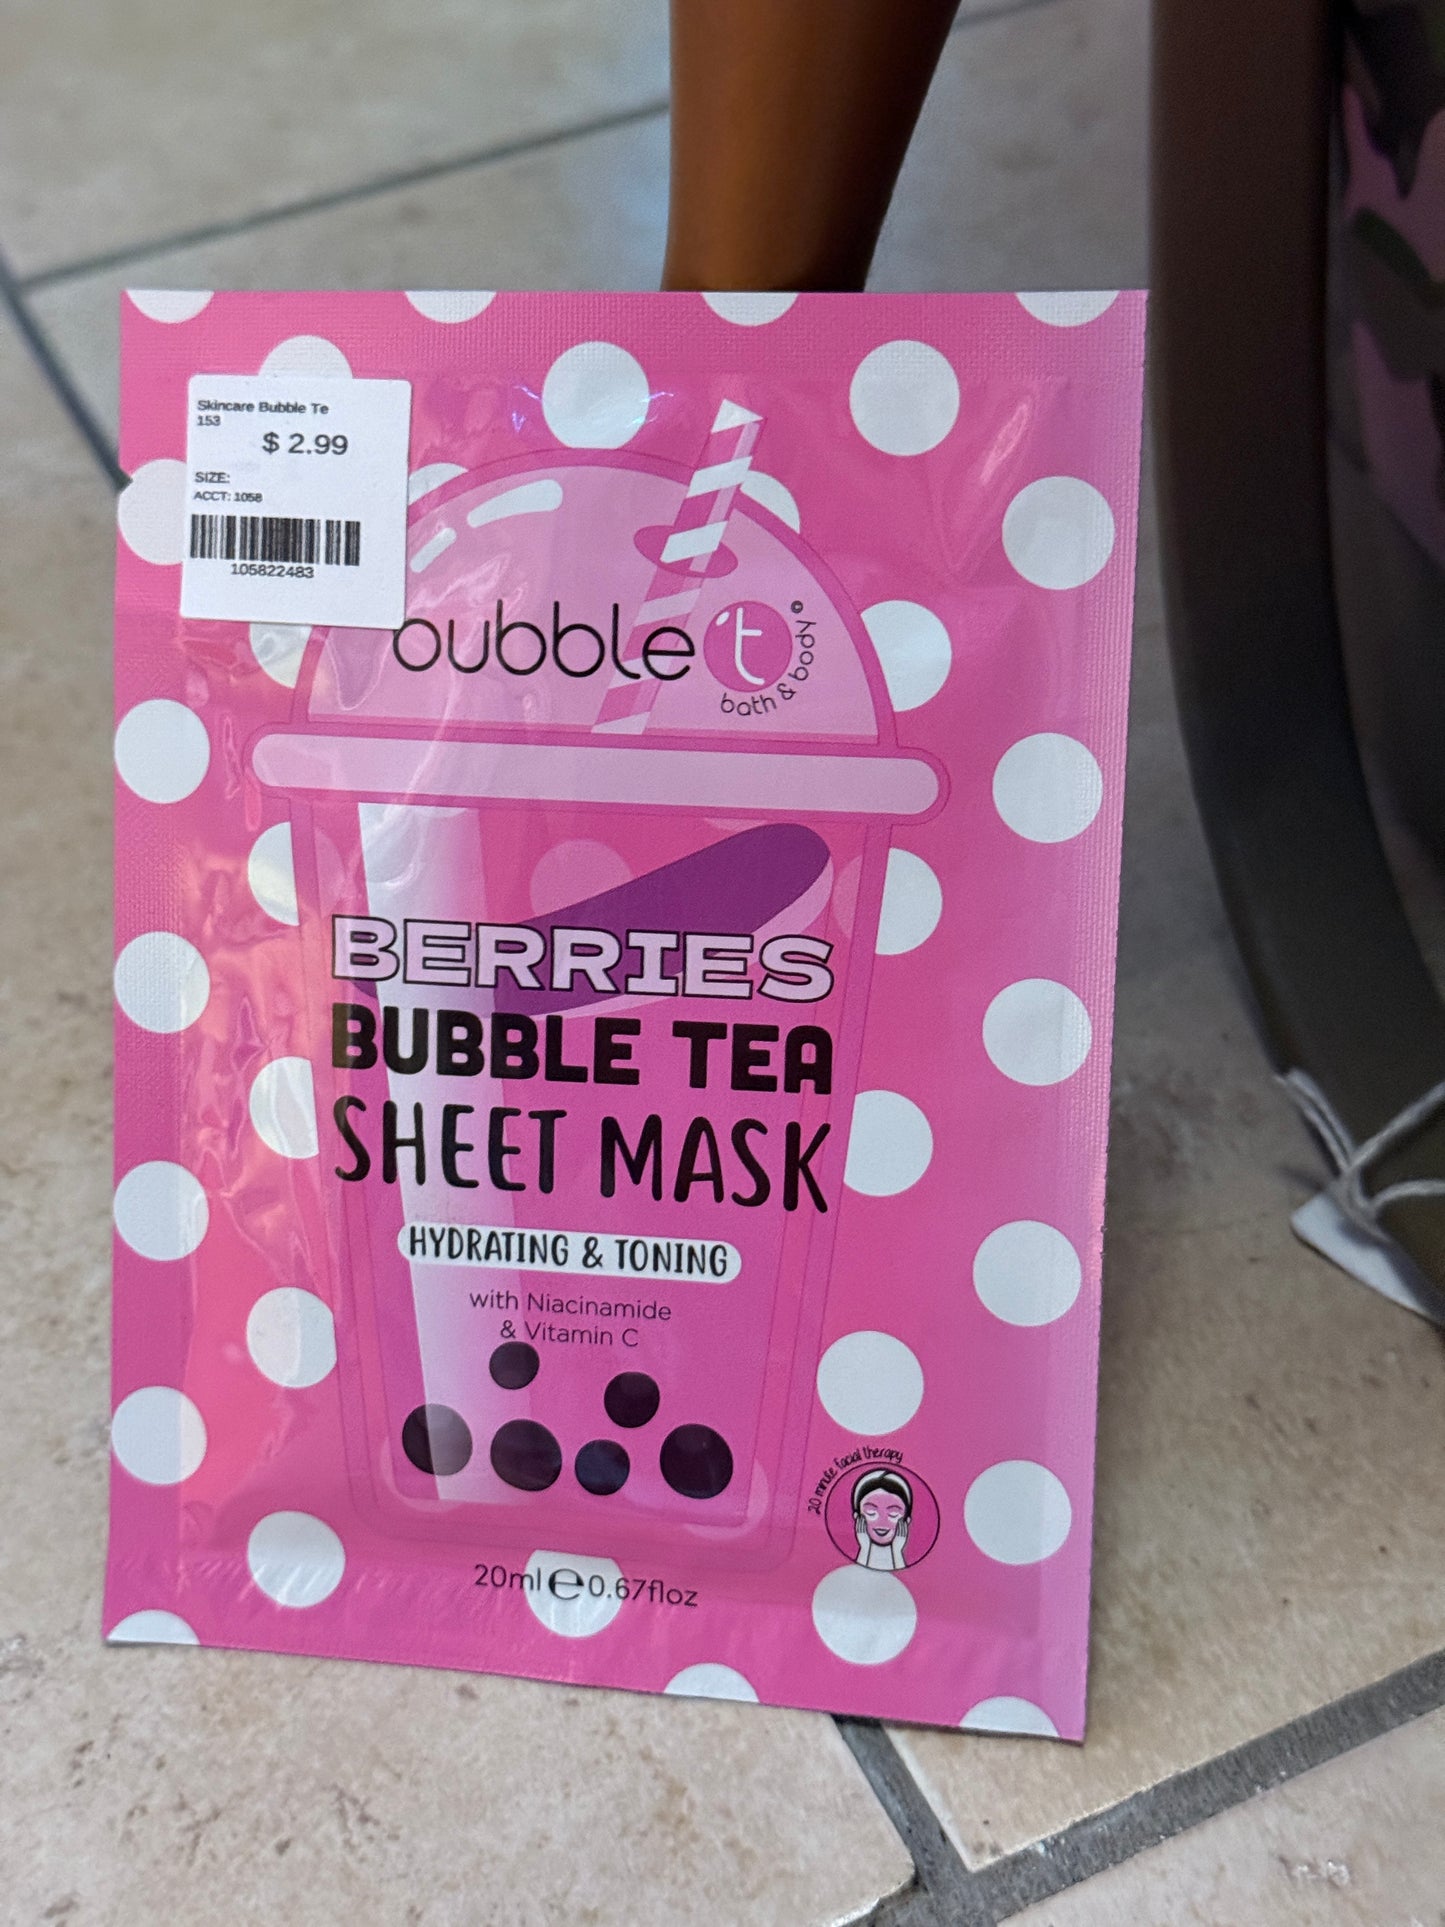 Skincare Bubble Te
153
$ 2.99
SIZE:
ACCT: 1058
105822483
bubble t
bath & body ©
BERRIES
BUBBLE TEA
SHEET MASK
HYDRATING & TONING
with Niacinamide
& Vitamin C
20 minute facial therapy
20ml e 0.67floz